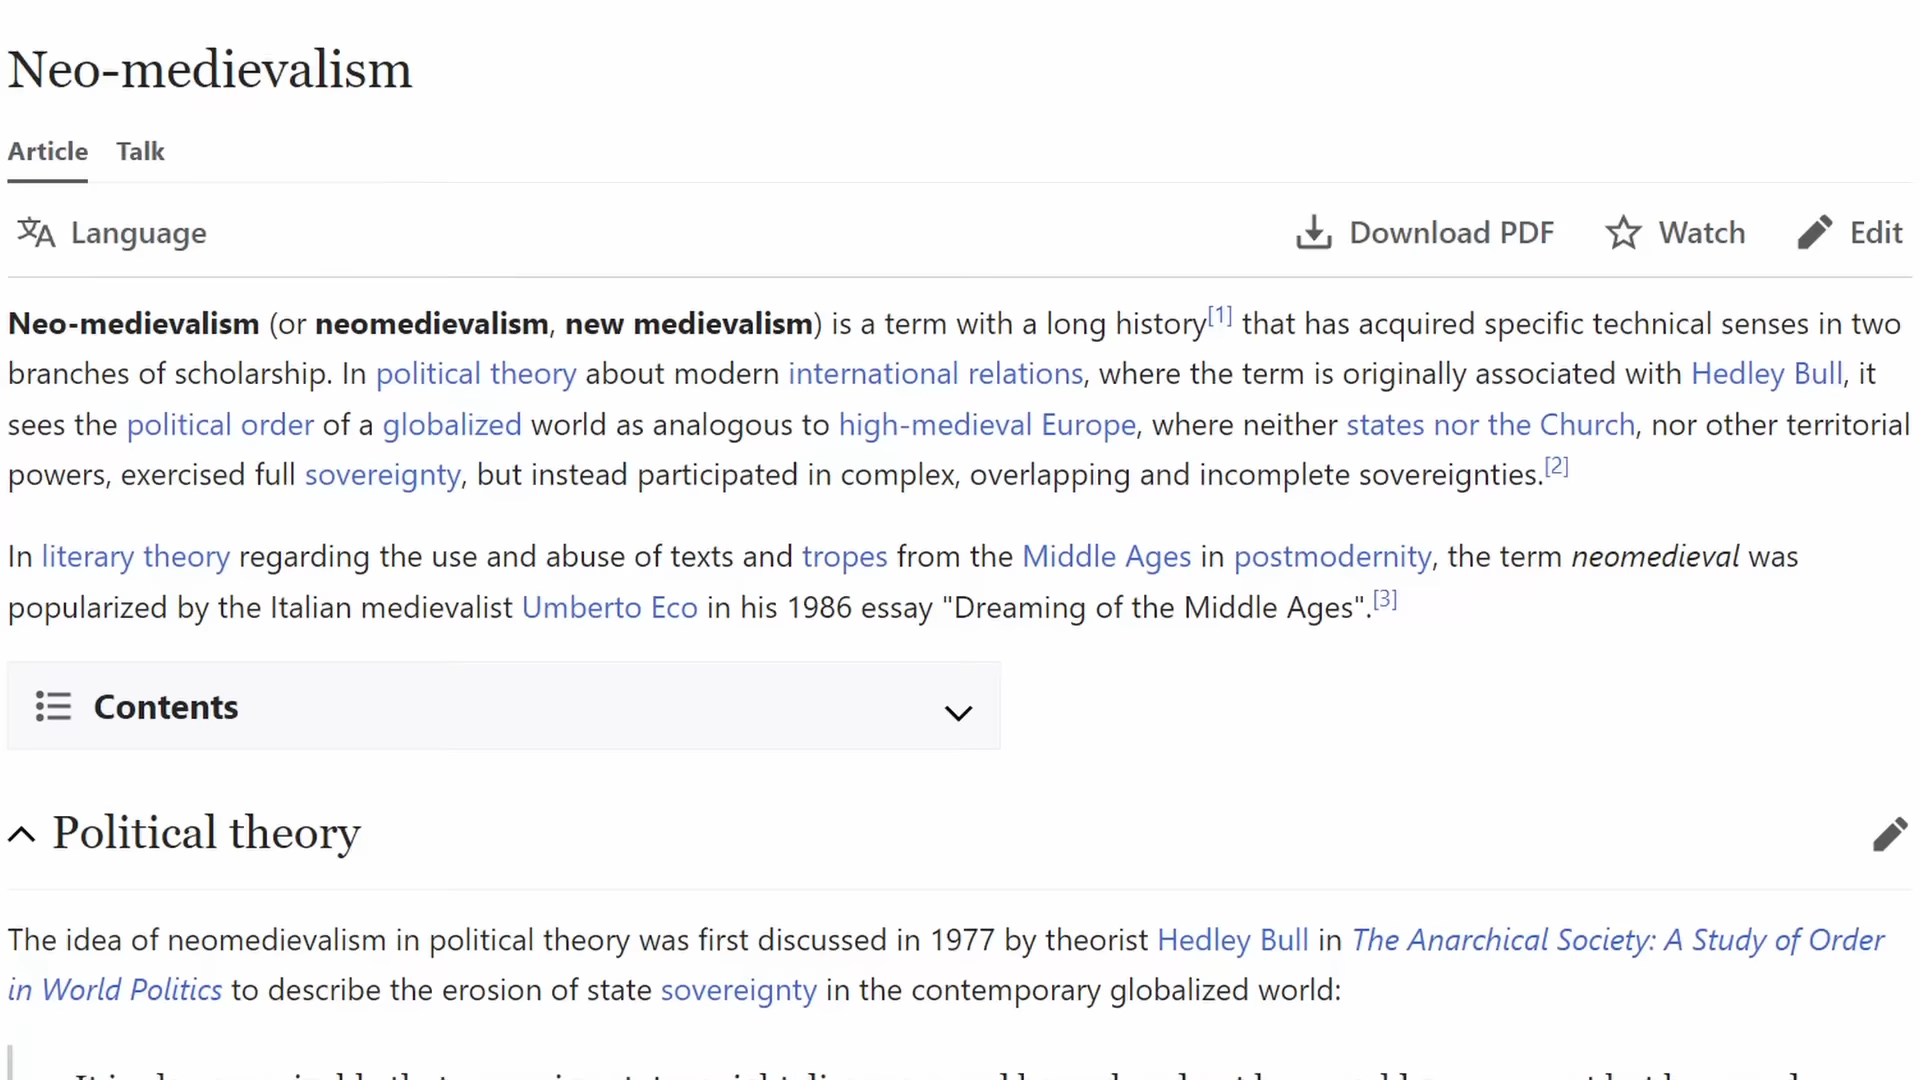 Neo-medievalism
Article Talk
Language Download PDF Watch Edit
Neo-medievalism (or neomedievalism, new medievalism) is a term with a long history[1] that has acquired specific technical senses in two
branches of scholarship. In political theory about modern international relations, where the term is originally associated with Hedley Bull, it
sees the political order of a globalized world as analogous to high-medieval Europe, where neither states nor the Church, nor other territorial
powers, exercised full sovereignty, but instead participated in complex, overlapping and incomplete sovereignties.[2]
In literary theory regarding the use and abuse of texts and tropes from the Middle Ages in postmodernity, the term neomedieval was
popularized by the Italian medievalist Umberto Eco in his 1986 essay "Dreaming of the Middle Ages".[3]
Contents
Political theory
The idea of neomedievalism in political theory was first discussed in 1977 by theorist Hedley Bull in The Anarchical Society: A Study of Order
in World Politics to describe the erosion of state sovereignty in the contemporary globalized world: